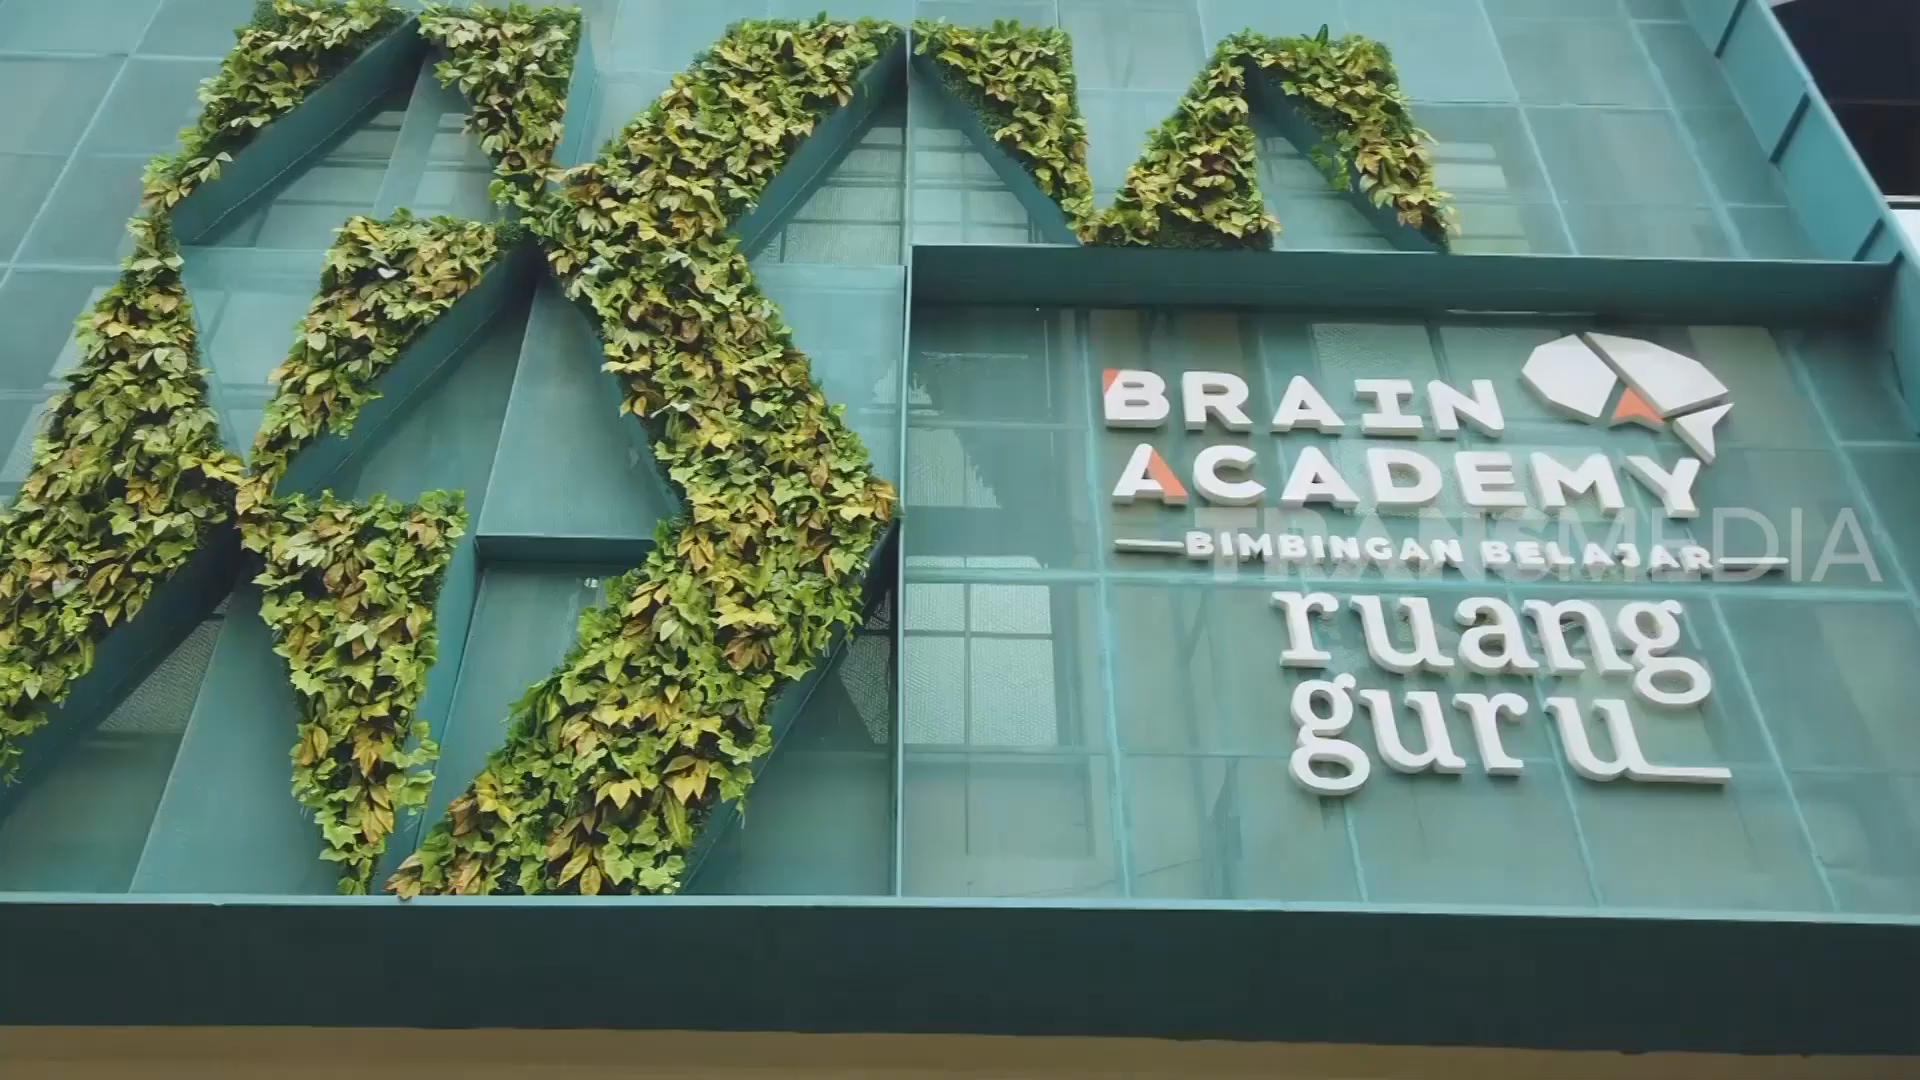 BRAIN
ACADEMY
BIMBINGAN BELAJAR
TRANSMEDIA
ruang
guru